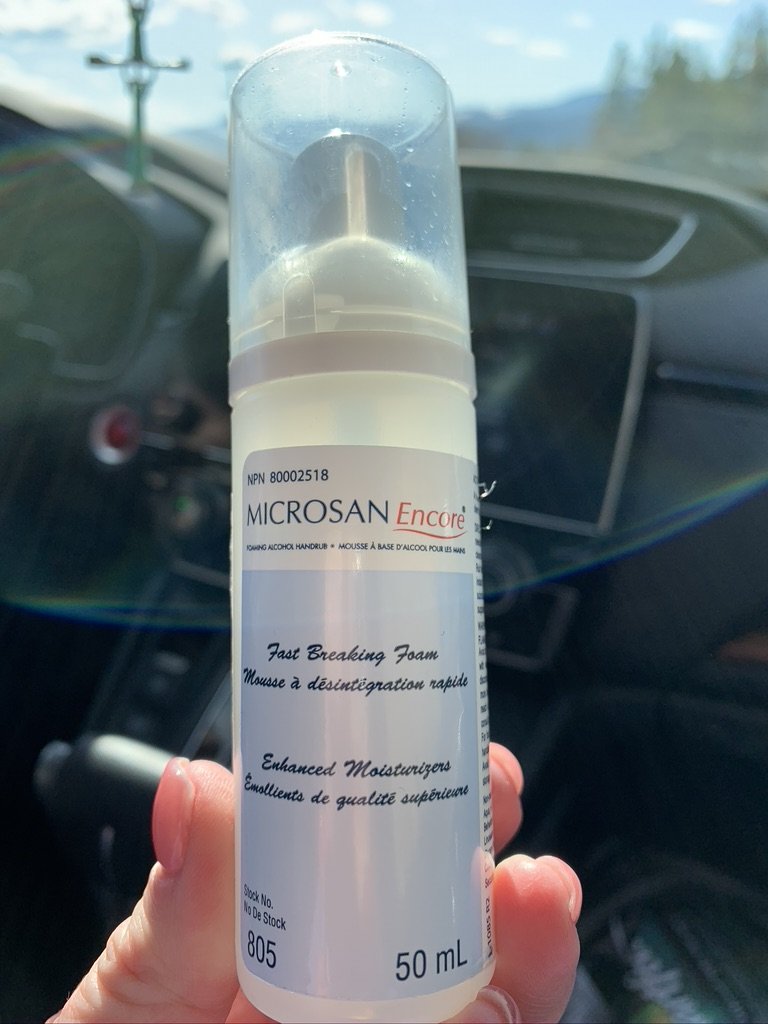 NPN 80002518
MICROSAN Encore®
FOAMING ALCOHOL HANDRUB * MOUSSE À BASE D'ALCOOL POUR LES MAINS
Fast Breaking Foam
Mousse à désintégration rapide
Enhanced Moisturizers
Émollients de qualité supérieure
Stock No.
No De Stock
805
50 mL